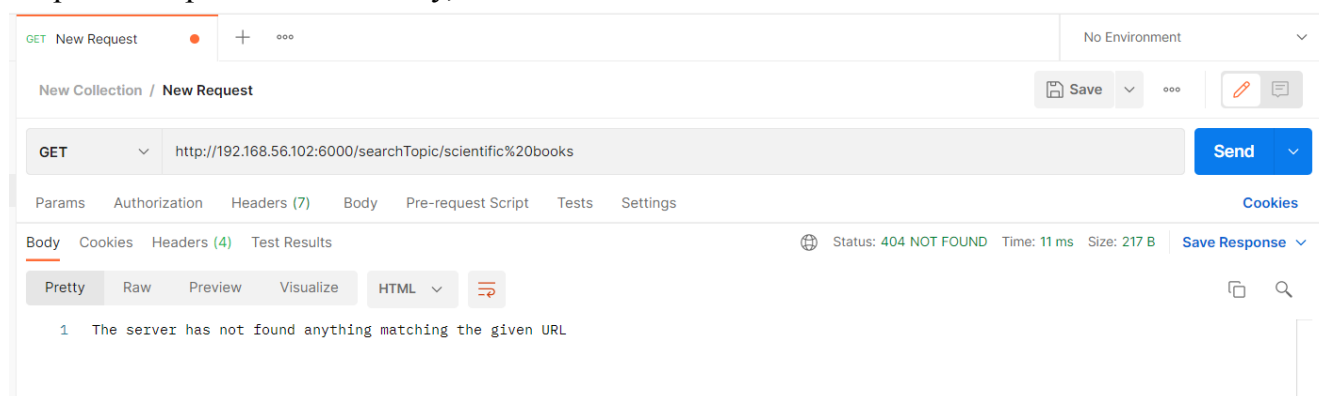 GET New Request
No Environment
New Collection / New Request
Save
GET http://192.168.56.102:6000/searchTopic/scientific%20books
Send
Params Authorization Headers (7) Body Pre-request Script Tests Settings
Cookies
Body Cookies Headers (4) Test Results
Status: 404 NOT FOUND Time: 11 ms Size: 217 B Save Response
Pretty Raw Preview Visualize HTML
1 The server has not found anything matching the given URL